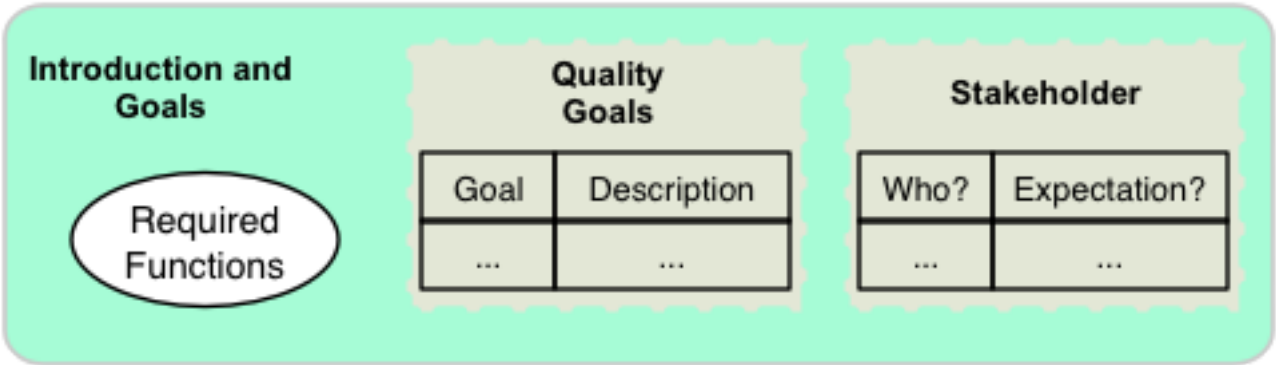 Introduction and
Goals
Required
Functions
Quality
Goals
Goal Description
... ...
Stakeholder
Who? Expectation?
... ...